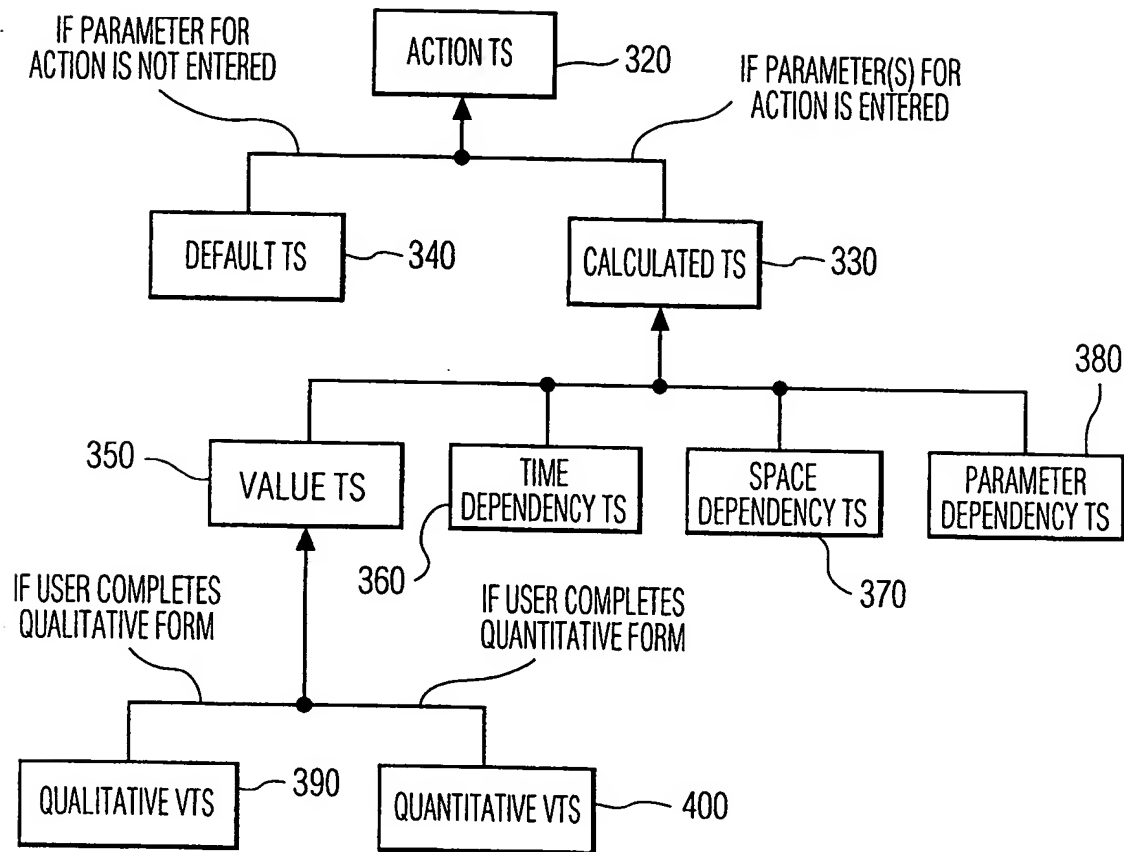 IF PARAMETER FOR
ACTION IS NOT ENTERED
ACTION TS
320
IF PARAMETER(S) FOR
ACTION IS ENTERED
DEFAULT TS
340
CALCULATED TS
330
380
350
VALUE TS
TIME
DEPENDENCY TS
SPACE
DEPENDENCY TS
PARAMETER
DEPENDENCY TS
360
370
IF USER COMPLETES
QUALITATIVE FORM
IF USER COMPLETES
QUANTITATIVE FORM
QUALITATIVE VTS
390
QUANTITATIVE VTS
400